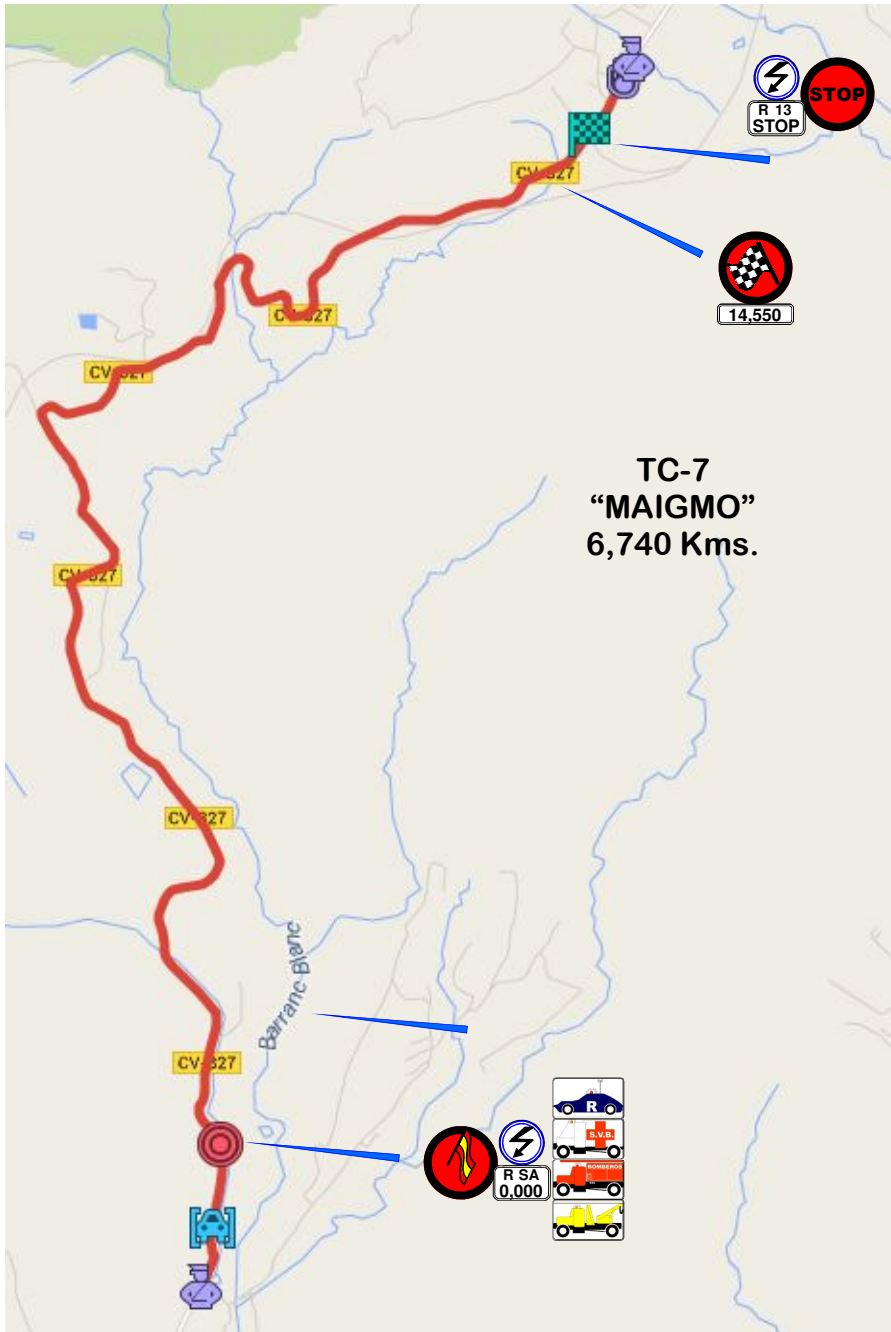 R 13
STOP
STOP
CV-827
14,550
CV-827
CV-827
TC-7
“MAIGMO”
6,740 Kms.
CV-827
CV-827
Barranc Blanc
CV-827
R
S.V.B.
BOMBEROS
R SA
0,000